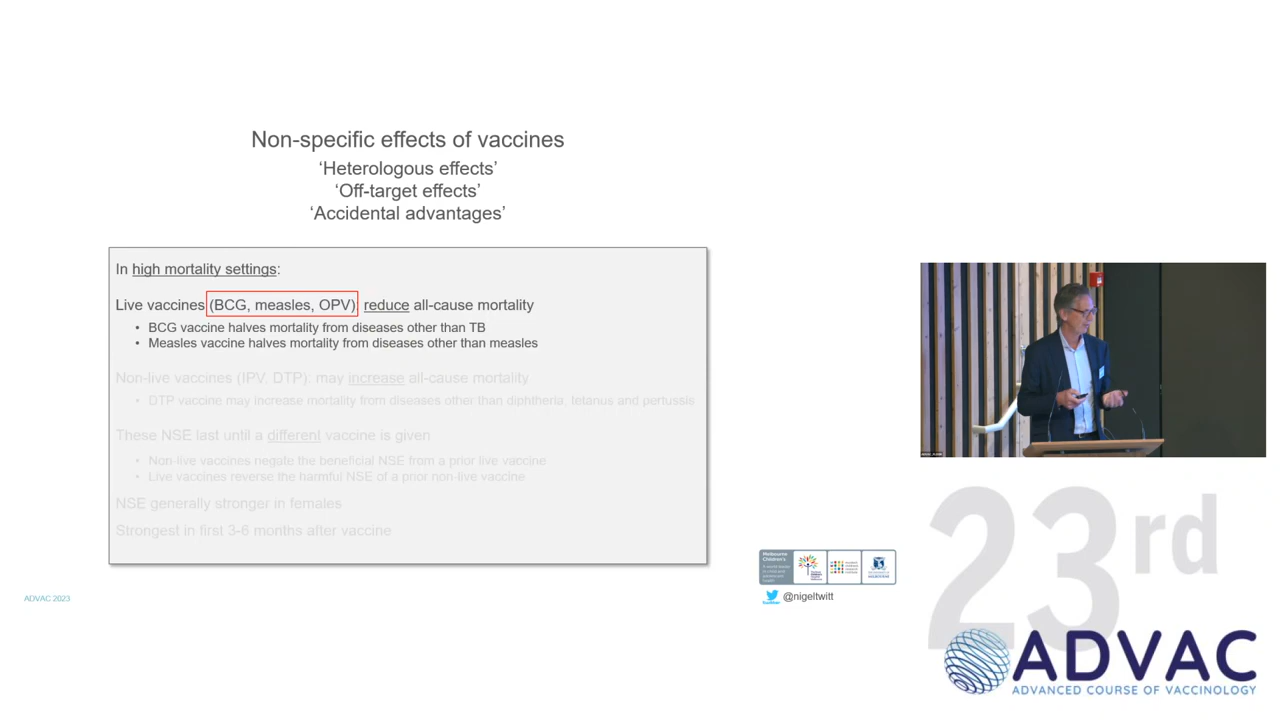 Non-specific effects of vaccines
‘Heterologous effects’
‘Off-target effects’
‘Accidental advantages’
In high mortality settings:
Live vaccines (BCG, measles, OPV): reduce all-cause mortality
• BCG vaccine halves mortality from diseases other than TB
• Measles vaccine halves mortality from diseases other than measles
Non-live vaccines (IPV, DTP): may increase all-cause mortality
• DTP vaccine may increase mortality from diseases other than diphtheria, tetanus and pertussis
These NSE last until a different vaccine is given
• Non-live vaccines negate the beneficial NSE from a prior live vaccine
• Live vaccines reverse the harmful NSE of a prior non-live vaccine
NSE generally stronger in females
Strongest in first 3-6 months after vaccine
Melbourne
Children's
@nigeltwitt
ADVAC 2023
23rd
ADVAC
ADVANCED COURSE OF VACCINOLOGY